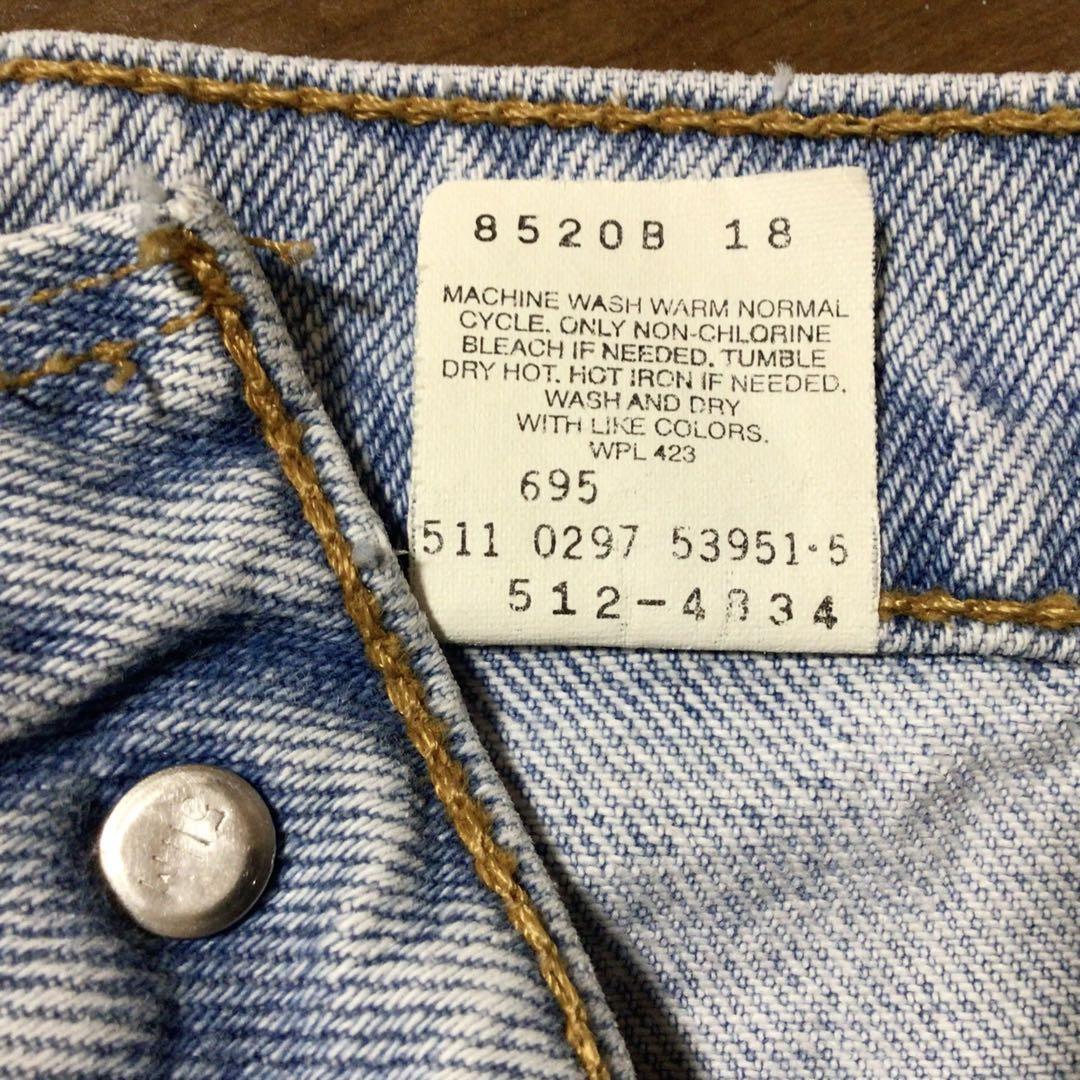 8520B 18
MACHINE WASH WARM NORMAL
CYCLE. ONLY NON-CHLORINE
BLEACH IF NEEDED. TUMBLE
DRY HOT. HOT IRON IF NEEDED.
WASH AND DRY
WITH LIKE COLORS.
WPL 423
695
511 0297 53951·5
512-4834